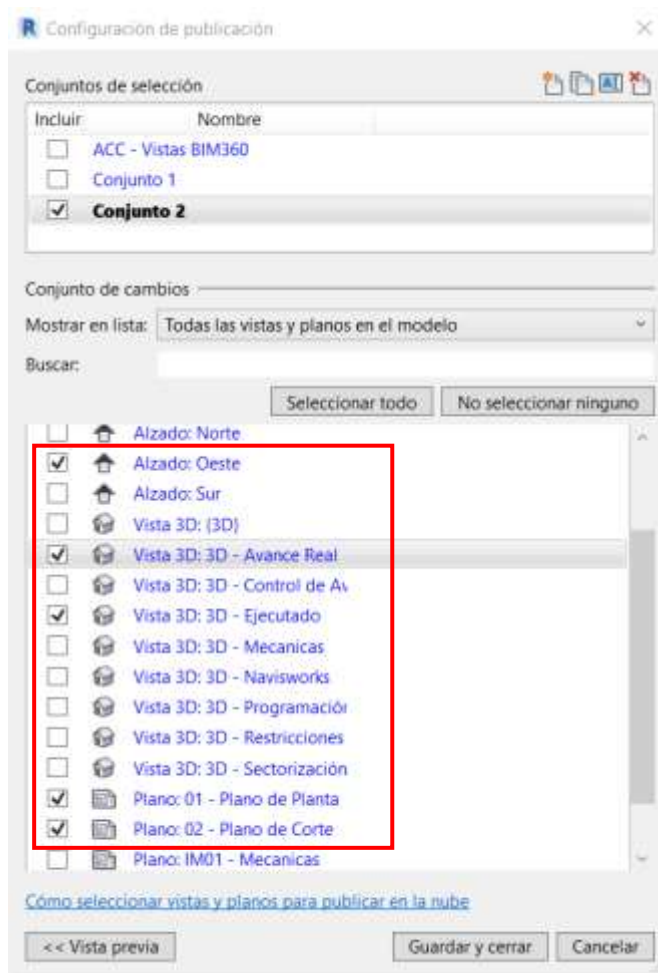 R Configuración de publicación
Conjuntos de selección
Incluir Nombre
ACC - Vistas BIM360
Conjunto 1
Conjunto 2
Conjunto de cambios
Mostrar en lista: Todas las vistas y planos en el modelo
Buscar:
Seleccionar todo No seleccionar ninguno
Alzado: Norte
Alzado: Oeste
Alzado: Sur
Vista 3D: {3D}
Vista 3D: 3D - Avance Real
Vista 3D: 3D - Control de Av
Vista 3D: 3D - Ejecutado
Vista 3D: 3D - Mecanicas
Vista 3D: 3D - Navisworks
Vista 3D: 3D - Programación
Vista 3D: 3D - Restricciones
Vista 3D: 3D - Sectorización
Plano: 01 - Plano de Planta
Plano: 02 - Plano de Corte
Plano: IM01 - Mecanicas
Cómo seleccionar vistas y planos para publicar en la nube
<< Vista previa Guardar y cerrar Cancelar